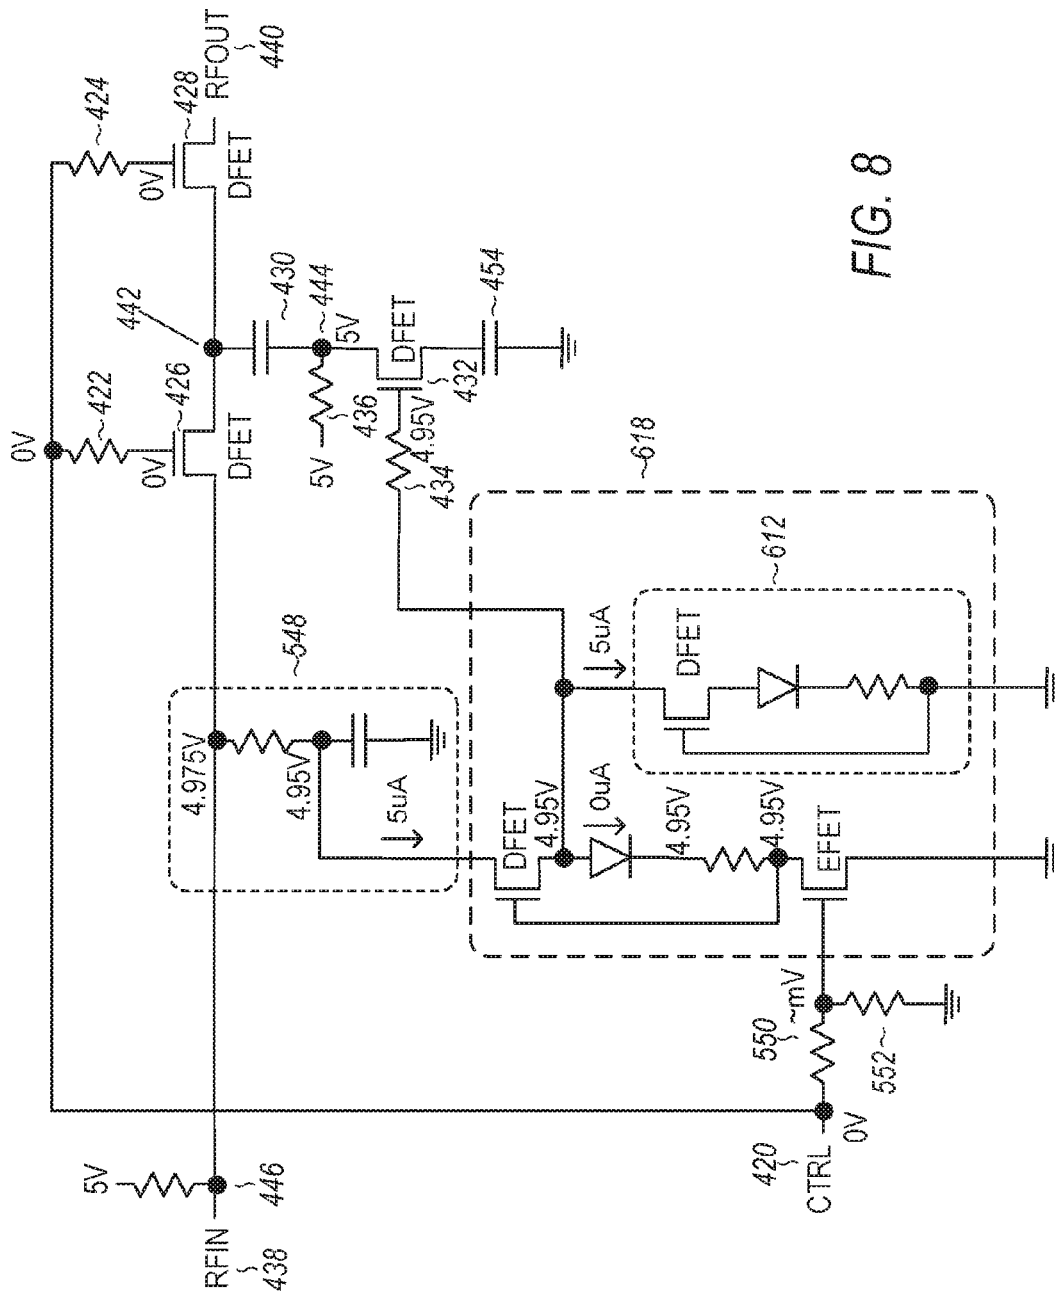 RFOUT
440
424
428
0V
DFET
442
430
444
5V
DFET
454
432
0V
422
426
0V
DFET
436
5V
4.95V
434
618
612
548
4.975V
4.95V
5uA
5uA
DFET
DFET
4.95V
0uA
4.95V
4.95V
EFET
~mV
550
552
420
CTRL
0V
5V
446
RFIN
438
FIG. 8